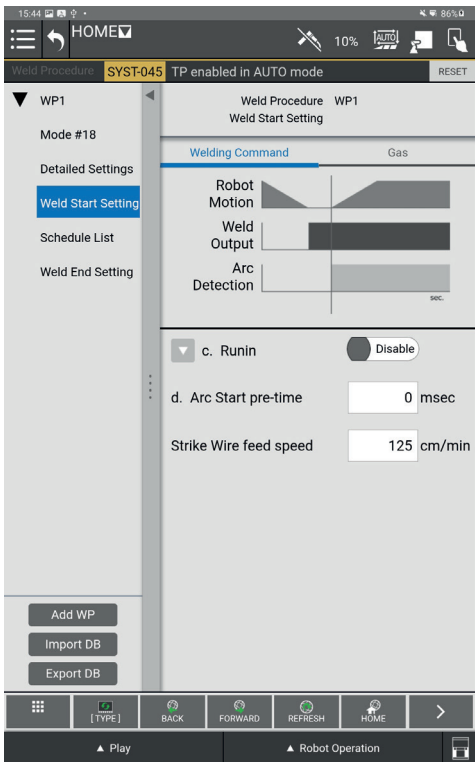 15:44 86%
HOME
10% AUTO
Weld Procedure SYST-045 TP enabled in AUTO mode RESET
WP1
Mode #18
Detailed Settings
Weld Start Setting
Schedule List
Weld End Setting
Add WP
Import DB
Export DB
Weld Procedure WP1
Weld Start Setting
Welding Command Gas
Robot
Motion
Weld
Output
Arc
Detection
sec.
c. Runin Disable
d. Arc Start pre-time 0 msec
Strike Wire feed speed 125 cm/min
[TYPE] BACK FORWARD REFRESH HOME
Play Robot Operation